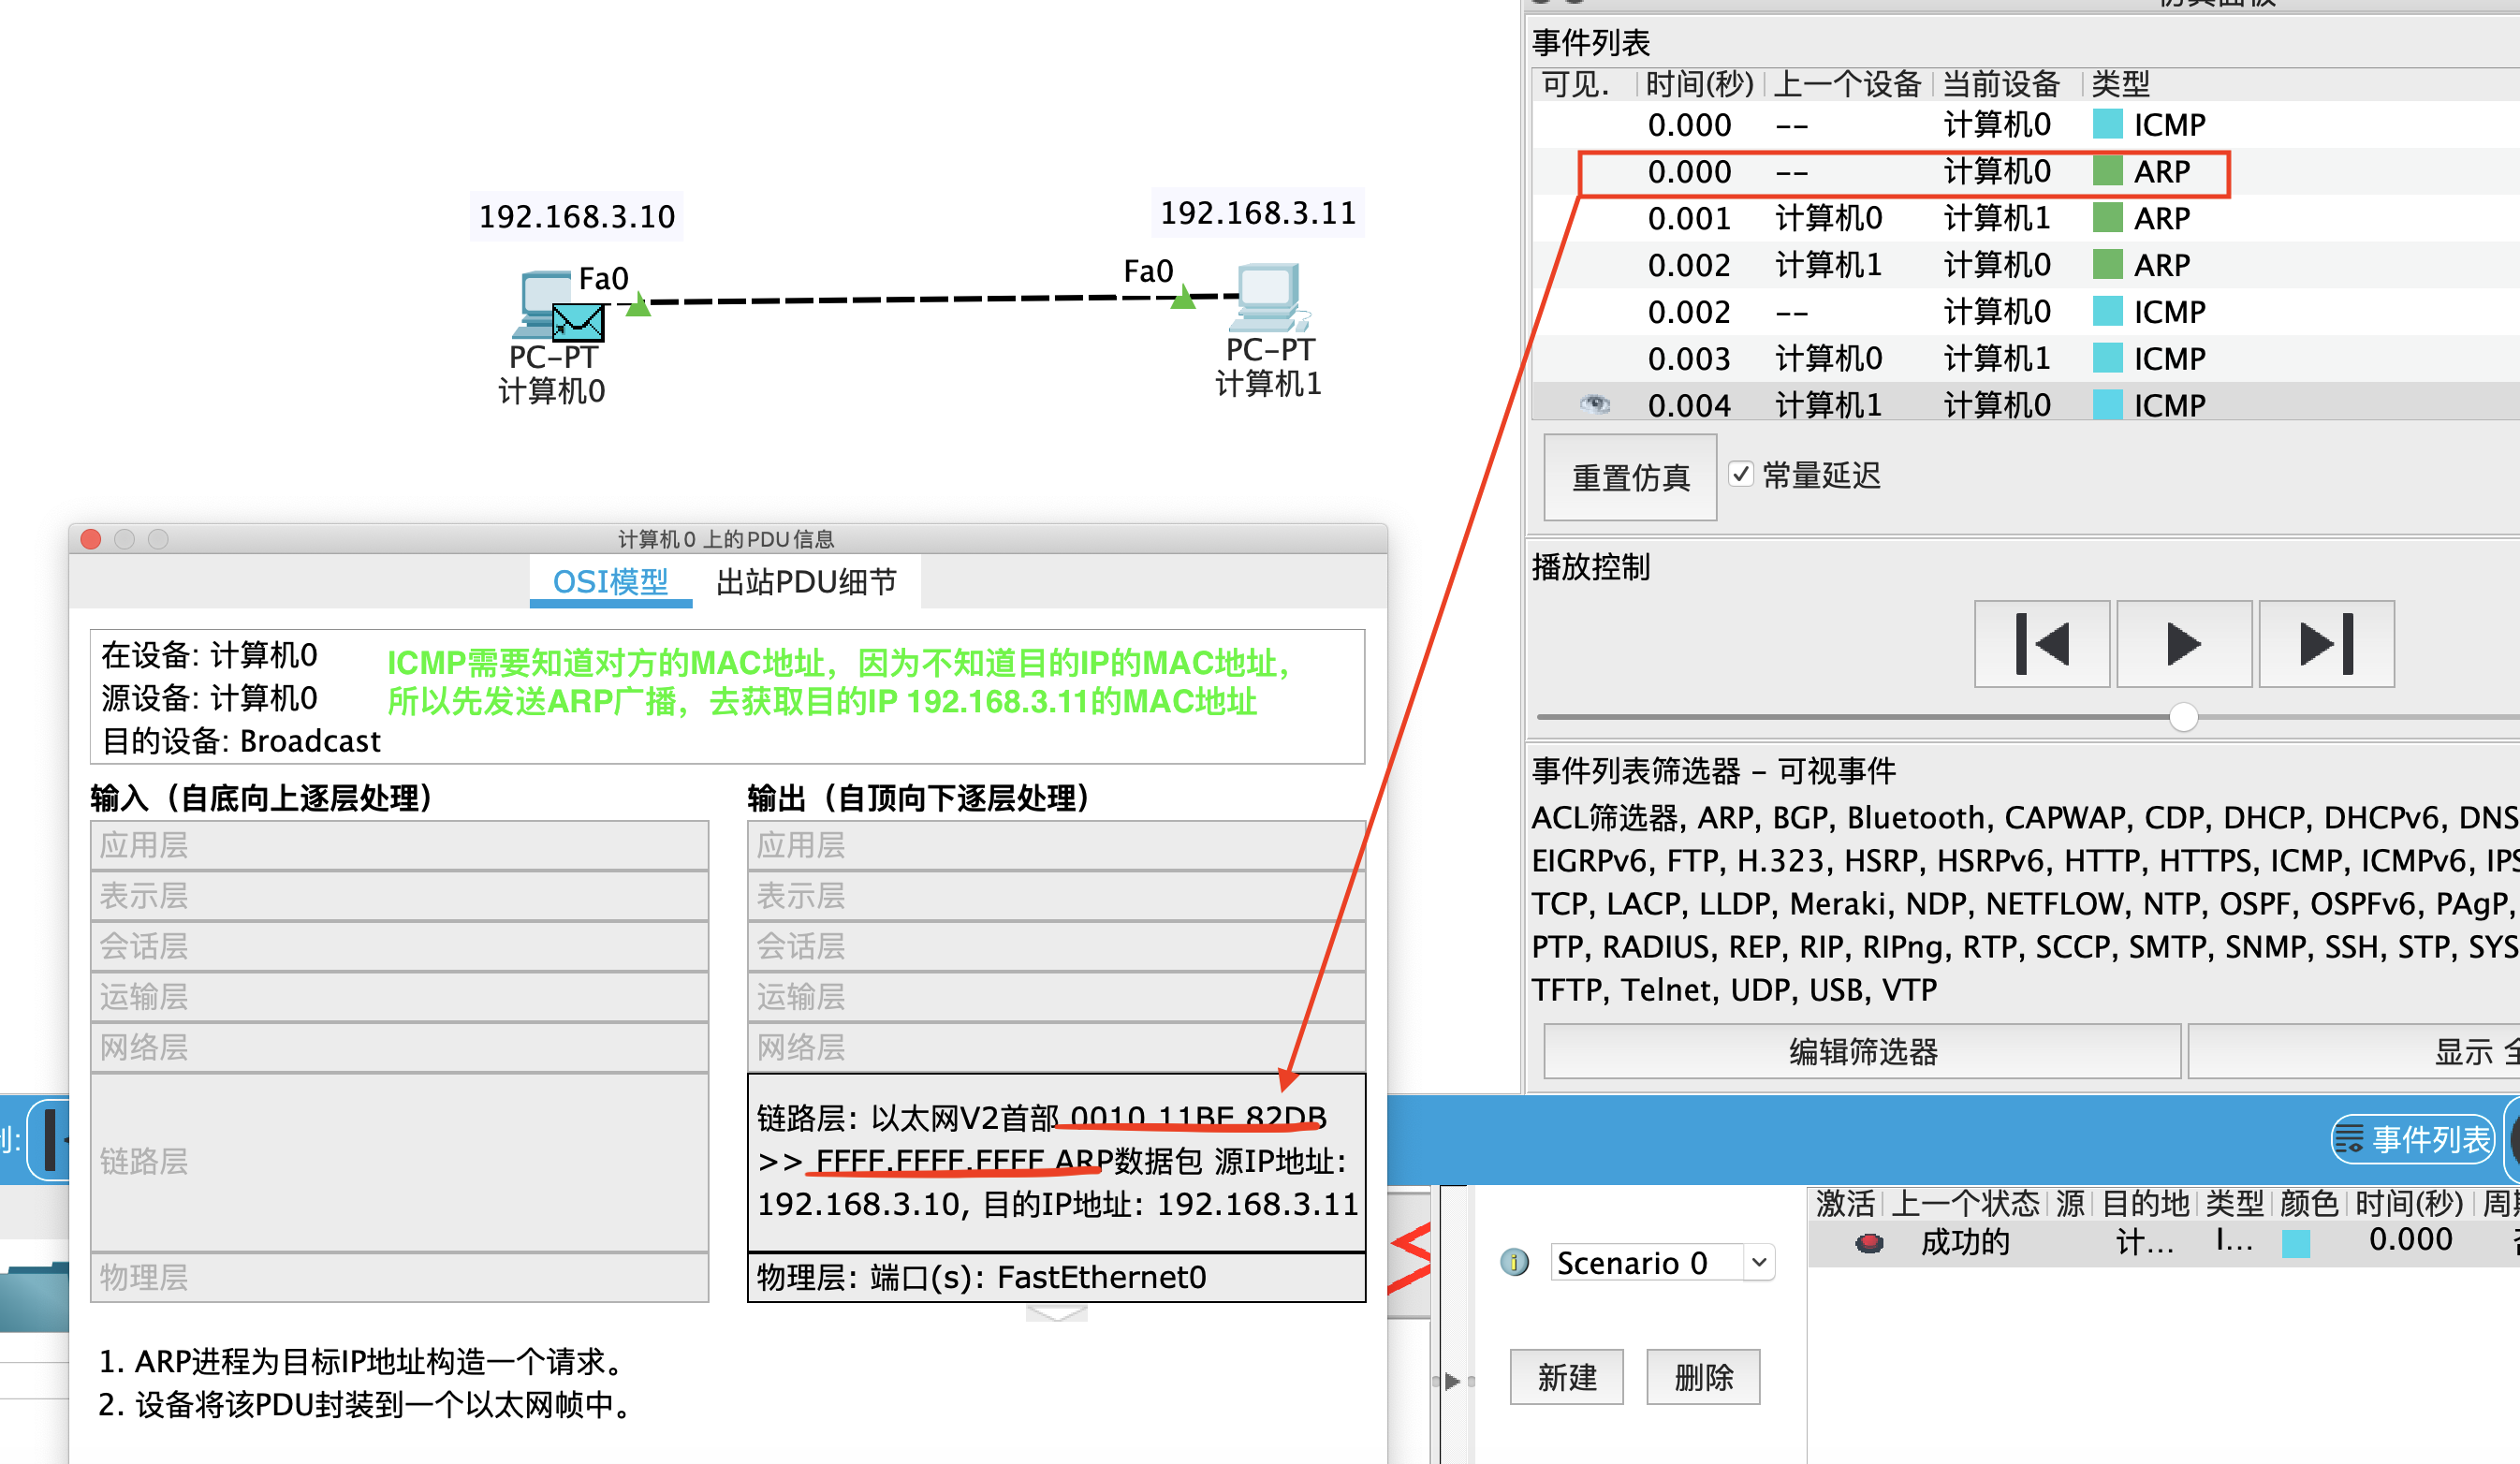 192.168.3.10
Fa0
PC-PT
计算机0
192.168.3.11
Fa0
PC-PT
计算机1
事件列表
可见. 时间(秒) 上一个设备 当前设备 类型
0.000 -- 计算机0 ICMP
0.000 -- 计算机0 ARP
0.001 计算机0 计算机1 ARP
0.002 计算机1 计算机0 ARP
0.002 -- 计算机0 ICMP
0.003 计算机0 计算机1 ICMP
0.004 计算机1 计算机0 ICMP
重置仿真 常量延迟
播放控制
事件列表筛选器 - 可视事件
ACL筛选器, ARP, BGP, Bluetooth, CAPWAP, CDP, DHCP, DHCPv6, DNS
EIGRPv6, FTP, H.323, HSRP, HSRPv6, HTTP, HTTPS, ICMP, ICMPv6, IPS
TCP, LACP, LLDP, Meraki, NDP, NETFLOW, NTP, OSPF, OSPFv6, PAgP,
PTP, RADIUS, REP, RIP, RIPng, RTP, SCCP, SMTP, SNMP, SSH, STP, SYS
TFTP, Telnet, UDP, USB, VTP
编辑筛选器 显示
计算机0 上的PDU信息
OSI模型 出站PDU细节
在设备: 计算机0
源设备: 计算机0
目的设备: Broadcast
ICMP需要知道对方的MAC地址，因为不知道目的IP的MAC地址，
所以先发送ARP广播，去获取目的IP 192.168.3.11的MAC地址
输入（自底向上逐层处理）
应用层
表示层
会话层
运输层
网络层
链路层
物理层
输出（自顶向下逐层处理）
应用层
表示层
会话层
运输层
网络层
链路层: 以太网V2首部 0010.11BE.82DB
>> FFFF.FFFF.FFFF ARP数据包 源IP地址:
192.168.3.10, 目的IP地址: 192.168.3.11
物理层: 端口(s): FastEthernet0
1. ARP进程为目标IP地址构造一个请求。
2. 设备将该PDU封装到一个以太网帧中。
事件列表
Scenario 0
新建 删除
激活 上一个状态 源 目的地 类型 颜色 时间(秒)
成功的 计... I... 0.000